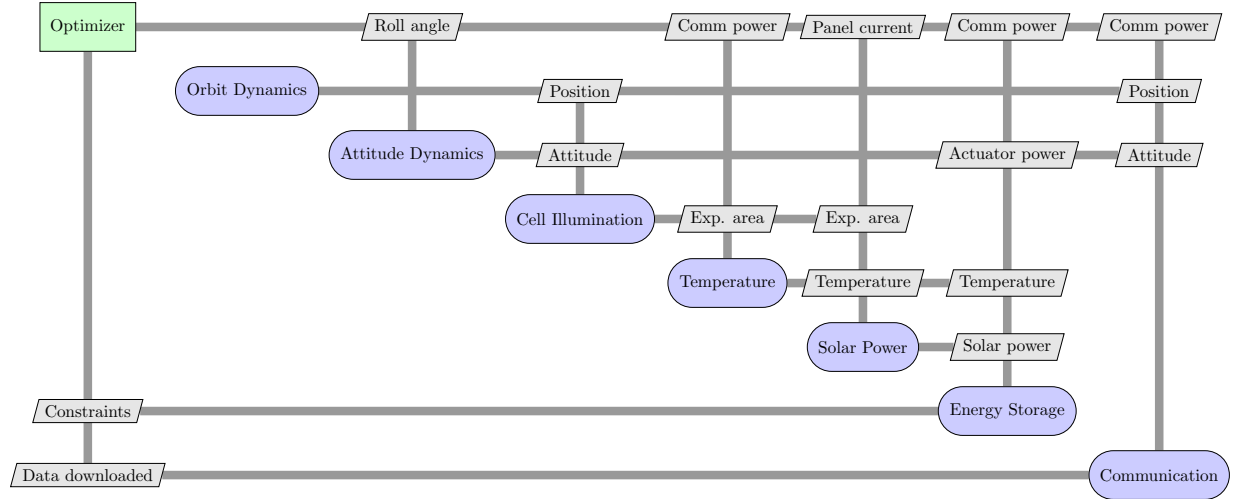 Optimizer
Roll angle
Comm power
Panel current
Comm power
Comm power
Orbit Dynamics
Position
Position
Attitude Dynamics
Attitude
Actuator power
Attitude
Cell Illumination
Exp. area
Exp. area
Temperature
Temperature
Temperature
Solar Power
Solar power
Constraints
Energy Storage
Data downloaded
Communication